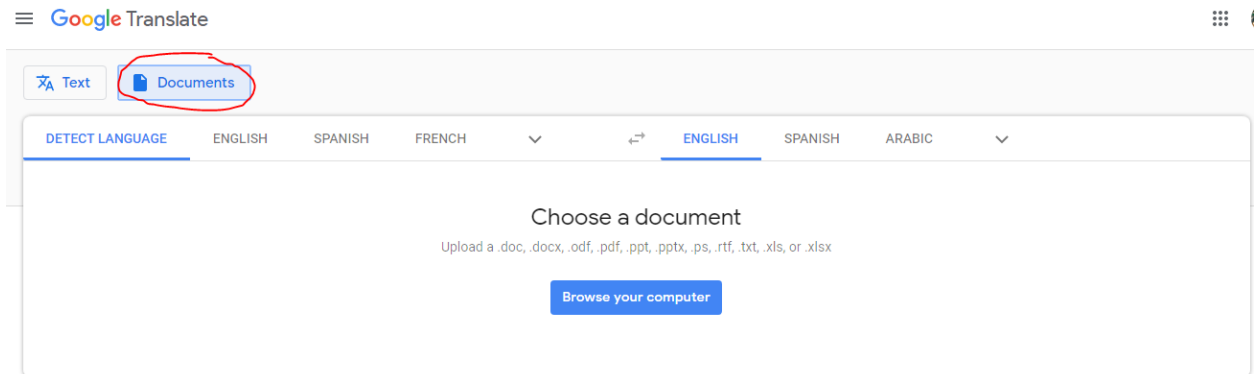 Google Translate
Text Documents
DETECT LANGUAGE ENGLISH SPANISH FRENCH ENGLISH SPANISH ARABIC
Choose a document
Upload a .doc, .docx, .odf, .pdf, .ppt, .pptx, .ps, .rtf, .txt, .xls, or .xlsx
Browse your computer